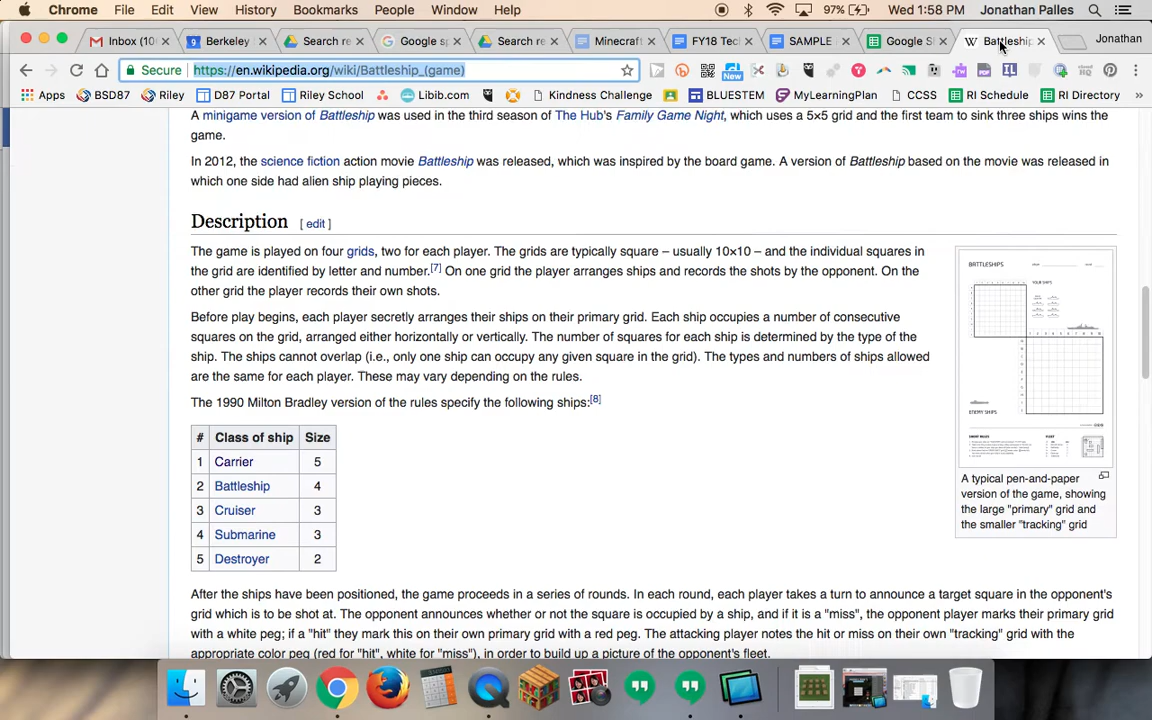 Chrome File Edit View History Bookmarks People Window Help 97% Wed 1:58 PM Jonathan Palles
Inbox (10 Berkeley Search re Google sp Search re Minecraft FY18 Tec SAMPLE Google S Battleship Jonathan
Secure https://en.wikipedia.org/wiki/Battleship_(game) New
Apps BSD87 Riley D87 Portal Riley School Libib.com Kindness Challenge BLUESTEM MyLearningPlan CCSS RI Schedule RI Directory »
A minigame version of Battleship was used in the third season of The Hub's Family Game Night, which uses a 5×5 grid and the first team to sink three ships wins the
game.
In 2012, the science fiction action movie Battleship was released, which was inspired by the board game. A version of Battleship based on the movie was released in
which one side had alien ship playing pieces.
Description [ edit ]
The game is played on four grids, two for each player. The grids are typically square – usually 10×10 – and the individual squares in
the grid are identified by letter and number.[7] On one grid the player arranges ships and records the shots by the opponent. On the
other grid the player records their own shots.
Before play begins, each player secretly arranges their ships on their primary grid. Each ship occupies a number of consecutive
squares on the grid, arranged either horizontally or vertically. The number of squares for each ship is determined by the type of the
ship. The ships cannot overlap (i.e., only one ship can occupy any given square in the grid). The types and numbers of ships allowed
are the same for each player. These may vary depending on the rules.
The 1990 Milton Bradley version of the rules specify the following ships:[8]
# Class of ship Size
1 Carrier 5
2 Battleship 4
3 Cruiser 3
4 Submarine 3
5 Destroyer 2
BATTLESHIPS
YOUR SHIPS
ENEMY SHIPS
A typical pen-and-paper
version of the game, showing
the large "primary" grid and
the smaller "tracking" grid
After the ships have been positioned, the game proceeds in a series of rounds. In each round, each player takes a turn to announce a target square in the opponent's
grid which is to be shot at. The opponent announces whether or not the square is occupied by a ship, and if it is a "miss", the opponent player marks their primary grid
with a white peg; if a "hit" they mark this on their own primary grid with a red peg. The attacking player notes the hit or miss on their own "tracking" grid with the
appropriate color peg (red for "hit", white for "miss"), in order to build up a picture of the opponent's fleet.